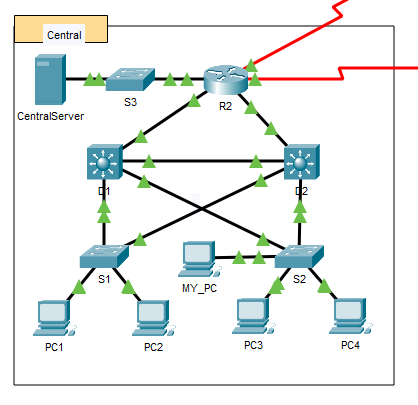 Central
CentralServer
S3
R2
D1
D2
S1
MY_PC
S2
PC1
PC2
PC3
PC4